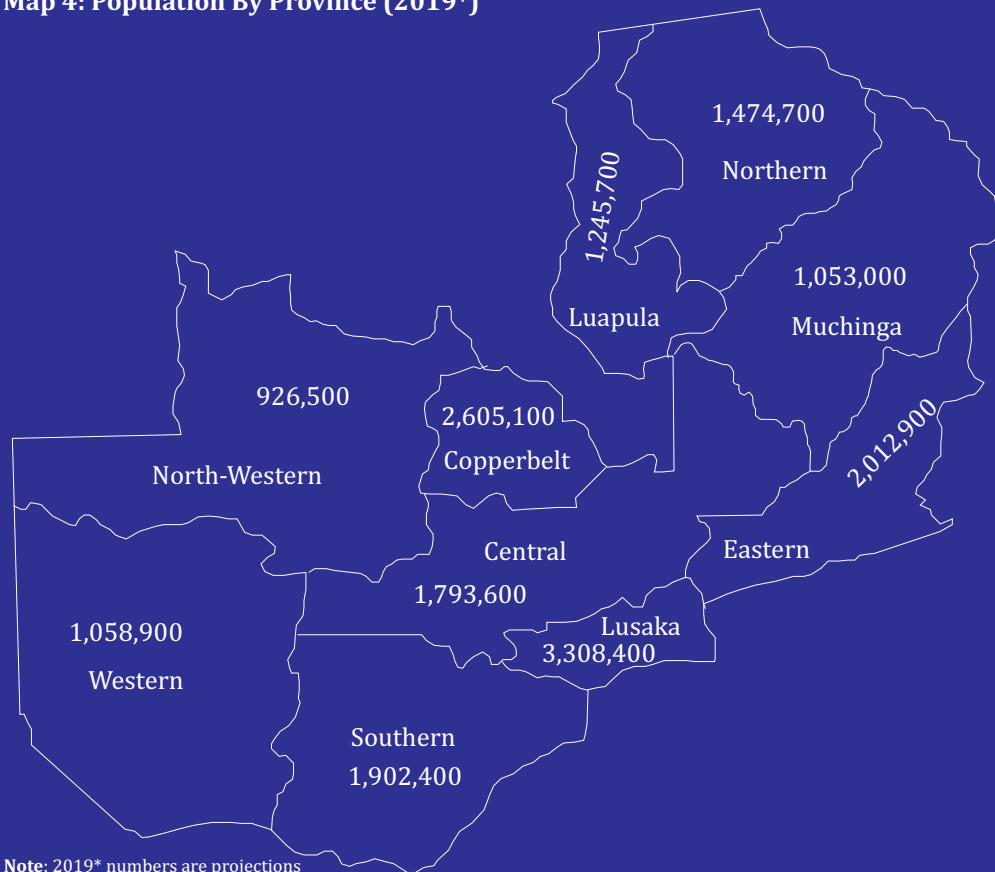 Map 4: Population By Province (2019*)
1,474,700
Northern
1,245,700
Luapula
1,053,000
Muchinga
926,500
North-Western
2,605,100
Copperbelt
2,012,900
Eastern
Central
1,793,600
Lusaka
3,308,400
1,058,900
Western
Southern
1,902,400
Note: 2019* numbers are projections